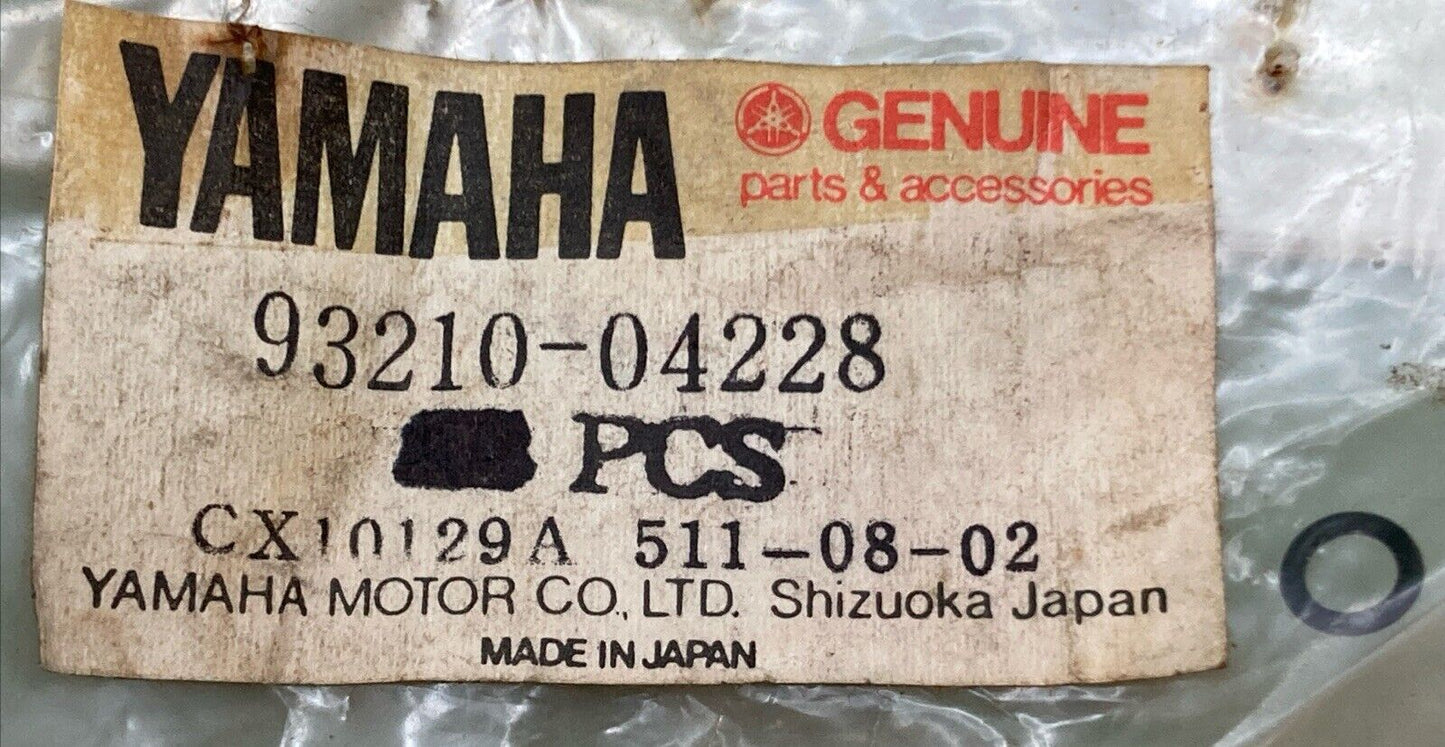 YAMAHA GENUINE
parts & accessories
93210-04228
PCS
CX10129A 511-08-02
YAMAHA MOTOR CO., LTD. Shizuoka Japan
MADE IN JAPAN